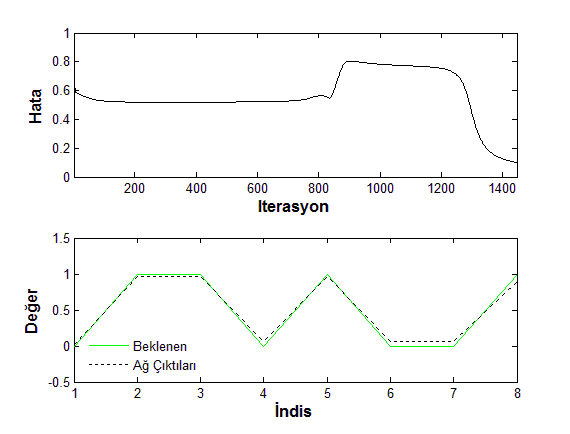 1
0.8
0.6
0.4
0.2
0
Hata
200 400 600 800 1000 1200 1400
Iterasyon
1.5
1
0.5
0
-0.5
Değer
Beklenen
Ağ Çıktıları
1 2 3 4 5 6 7 8
İndis